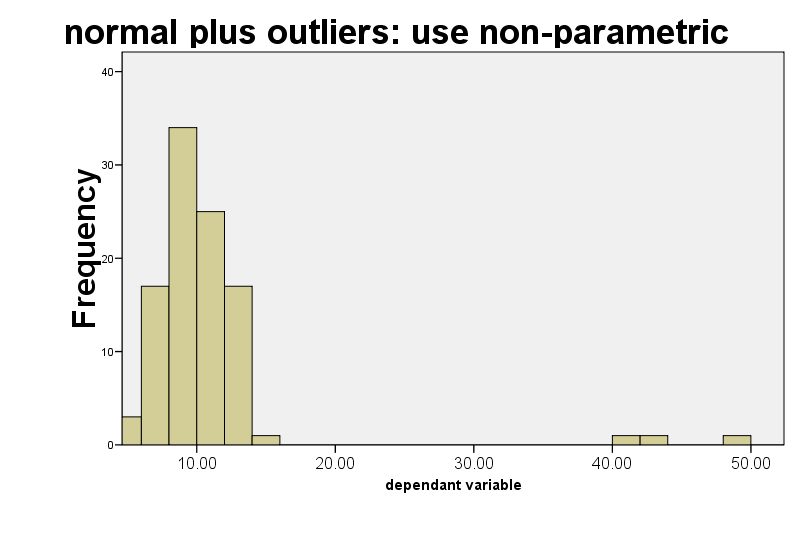 normal plus outliers: use non-parametric
Frequency
40
30
20
10
0
10.00 20.00 30.00 40.00 50.00
dependant variable